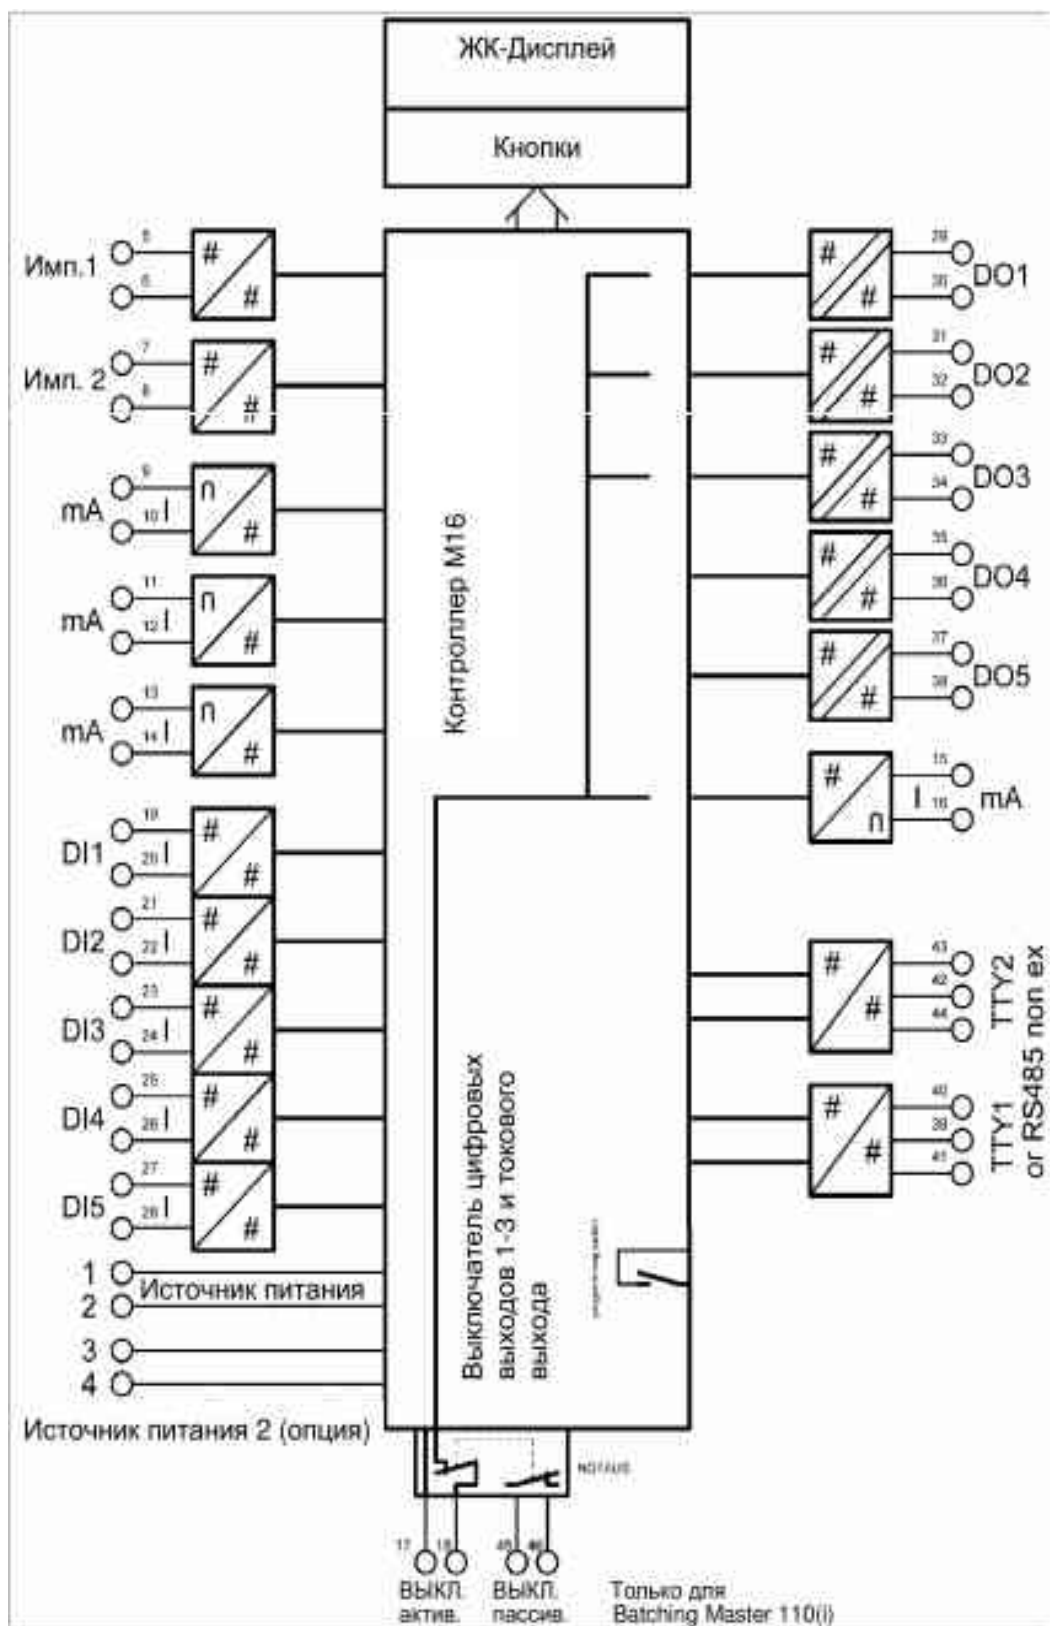 ЖК-Дисплей
Кнопки
Имп.1
5
6
# #
Имп. 2
7
8
# #
mA
9
10 I
n #
mA
11
12 I
n #
mA
13
14 I
n #
DI1
19
20 I
# #
DI2
21
22 I
# #
DI3
23
24 I
# #
DI4
25
26 I
# #
DI5
27
28 I
# #
1
Источник питания
2
3
4
Источник питания 2 (опция)
Контроллер M16
Выключатель цифровых
выходов 1-3 и токового
выхода
# #
29
30
DO1
# #
31
32
DO2
# #
33
34
DO3
# #
35
36
DO4
# #
37
38
DO5
# n
15
I 16
mA
# #
43
42
44
TTY2
# #
40
39
41
TTY1
or RS485 non ex
NOTAUS
17 18 45 46
ВЫКЛ.
актив.
ВЫКЛ.
пассив.
Только для
Batching Master 110(i)